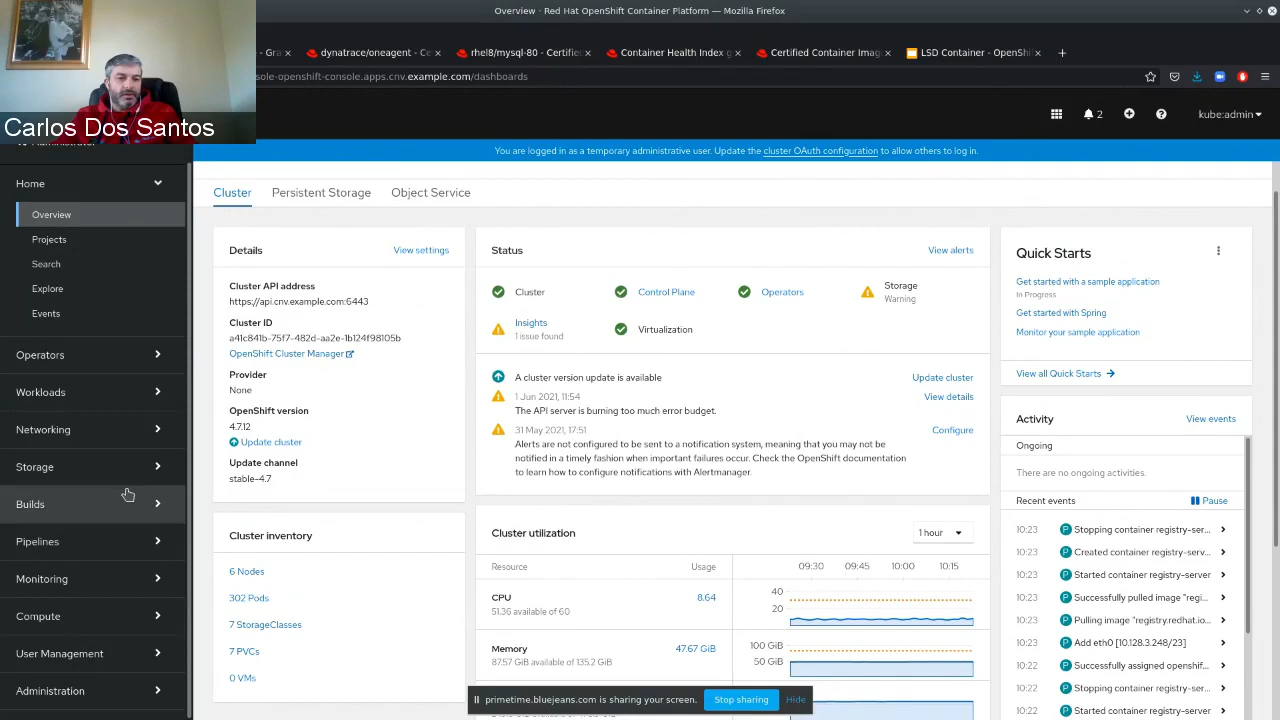 Overview · Red Hat OpenShift Container Platform — Mozilla Firefox
- Gra
dynatrace/oneagent - Ce
rhel8/mysql-80 - Certifie
Container Health Index g
Certified Container Imag
LSD Container - OpenShi
sole-openshift-console.apps.cnv.example.com/dashboards
Carlos Dos Santos
2
kube:admin
You are logged in as a temporary administrative user. Update the cluster OAuth configuration to allow others to log in.
Home
Overview
Projects
Search
Explore
Events
Operators
Workloads
Networking
Storage
Builds
Pipelines
Monitoring
Compute
User Management
Administration
Cluster
Persistent Storage
Object Service
Details
View settings
Cluster API address
https://api.cnv.example.com:6443
Cluster ID
a41c841b-75f7-482d-aa2e-1b124f98105b
OpenShift Cluster Manager
Provider
None
OpenShift version
4.7.12
Update cluster
Update channel
stable-4.7
Cluster inventory
6 Nodes
302 Pods
7 StorageClasses
7 PVCs
0 VMs
Status
View alerts
Cluster
Control Plane
Operators
Storage
Warning
Insights
1 issue found
Virtualization
A cluster version update is available
Update cluster
1 Jun 2021, 11:54
View details
The API server is burning too much error budget.
31 May 2021, 17:51
Configure
Alerts are not configured to be sent to a notification system, meaning that you may not be
notified in a timely fashion when important failures occur. Check the OpenShift documentation
to learn how to configure notifications with Alertmanager.
Cluster utilization
1 hour
Resource
Usage
09:30
09:45
10:00
10:15
CPU
8.64
51.36 available of 60
40
20
Memory
47.67 GiB
87.57 GiB available of 135.2 GiB
100 GiB
50 GiB
Quick Starts
Get started with a sample application
In Progress
Get started with Spring
Monitor your sample application
View all Quick Starts
Activity
View events
Ongoing
There are no ongoing activities.
Recent events
Pause
10:23 P Stopping container registry-ser...
10:23 P Created container registry-serv...
10:23 P Started container registry-server
10:23 P Successfully pulled image "regi...
10:23 P Pulling image "registry.redhat.io...
10:23 P Add eth0 [10.128.3.248/23]
10:22 P Successfully assigned openshif...
10:22 P Stopping container registry-ser...
10:22 P Started container registry-server
primetime.bluejeans.com is sharing your screen.
Stop sharing
Hide